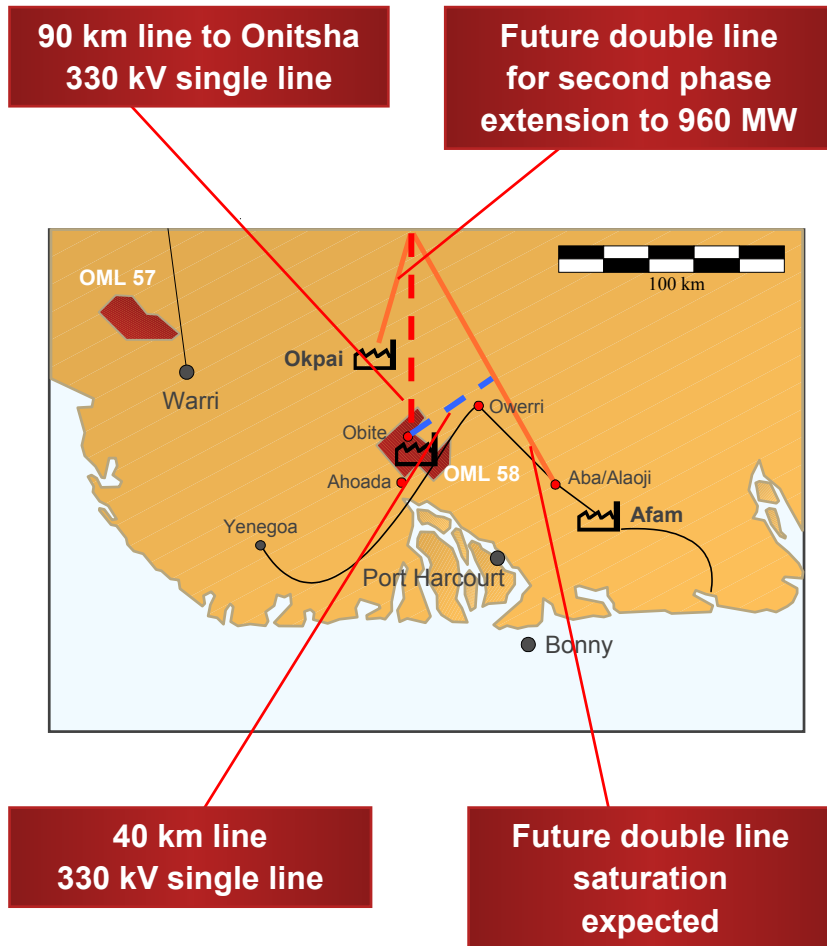 90 km line to Onitsha
330 kV single line
Future double line
for second phase
extension to 960 MW
OML 57
100 km
Okpai
Warri
Owerri
Obite
OML 58
Aba/Alaoji
Ahoada
Afam
Yenegoa
Port Harcourt
Bonny
40 km line
330 kV single line
Future double line
saturation
expected